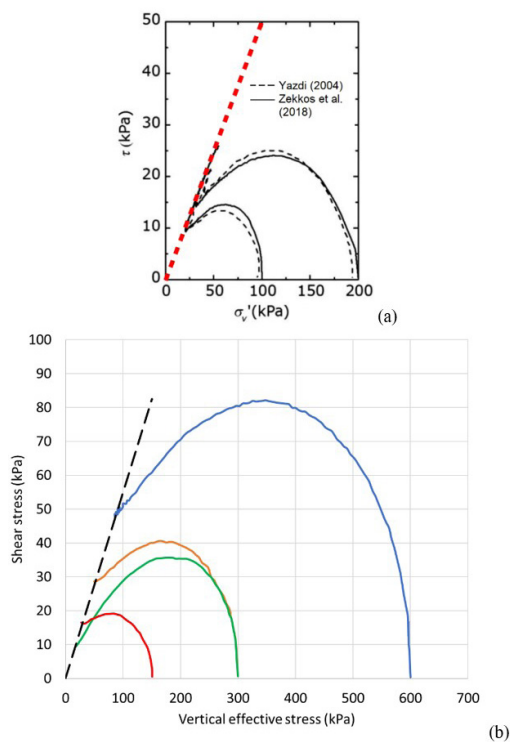 50
40
30
20
10
0
τ (kPa)
Yazdi (2004)
Zekkos et al.
(2018)
0 50 100 150 200
σv'(kPa)
(a)
100
90
80
70
60
50
40
30
20
10
0
Shear stress (kPa)
0 100 200 300 400 500 600 700
Vertical effective stress (kPa)
(b)